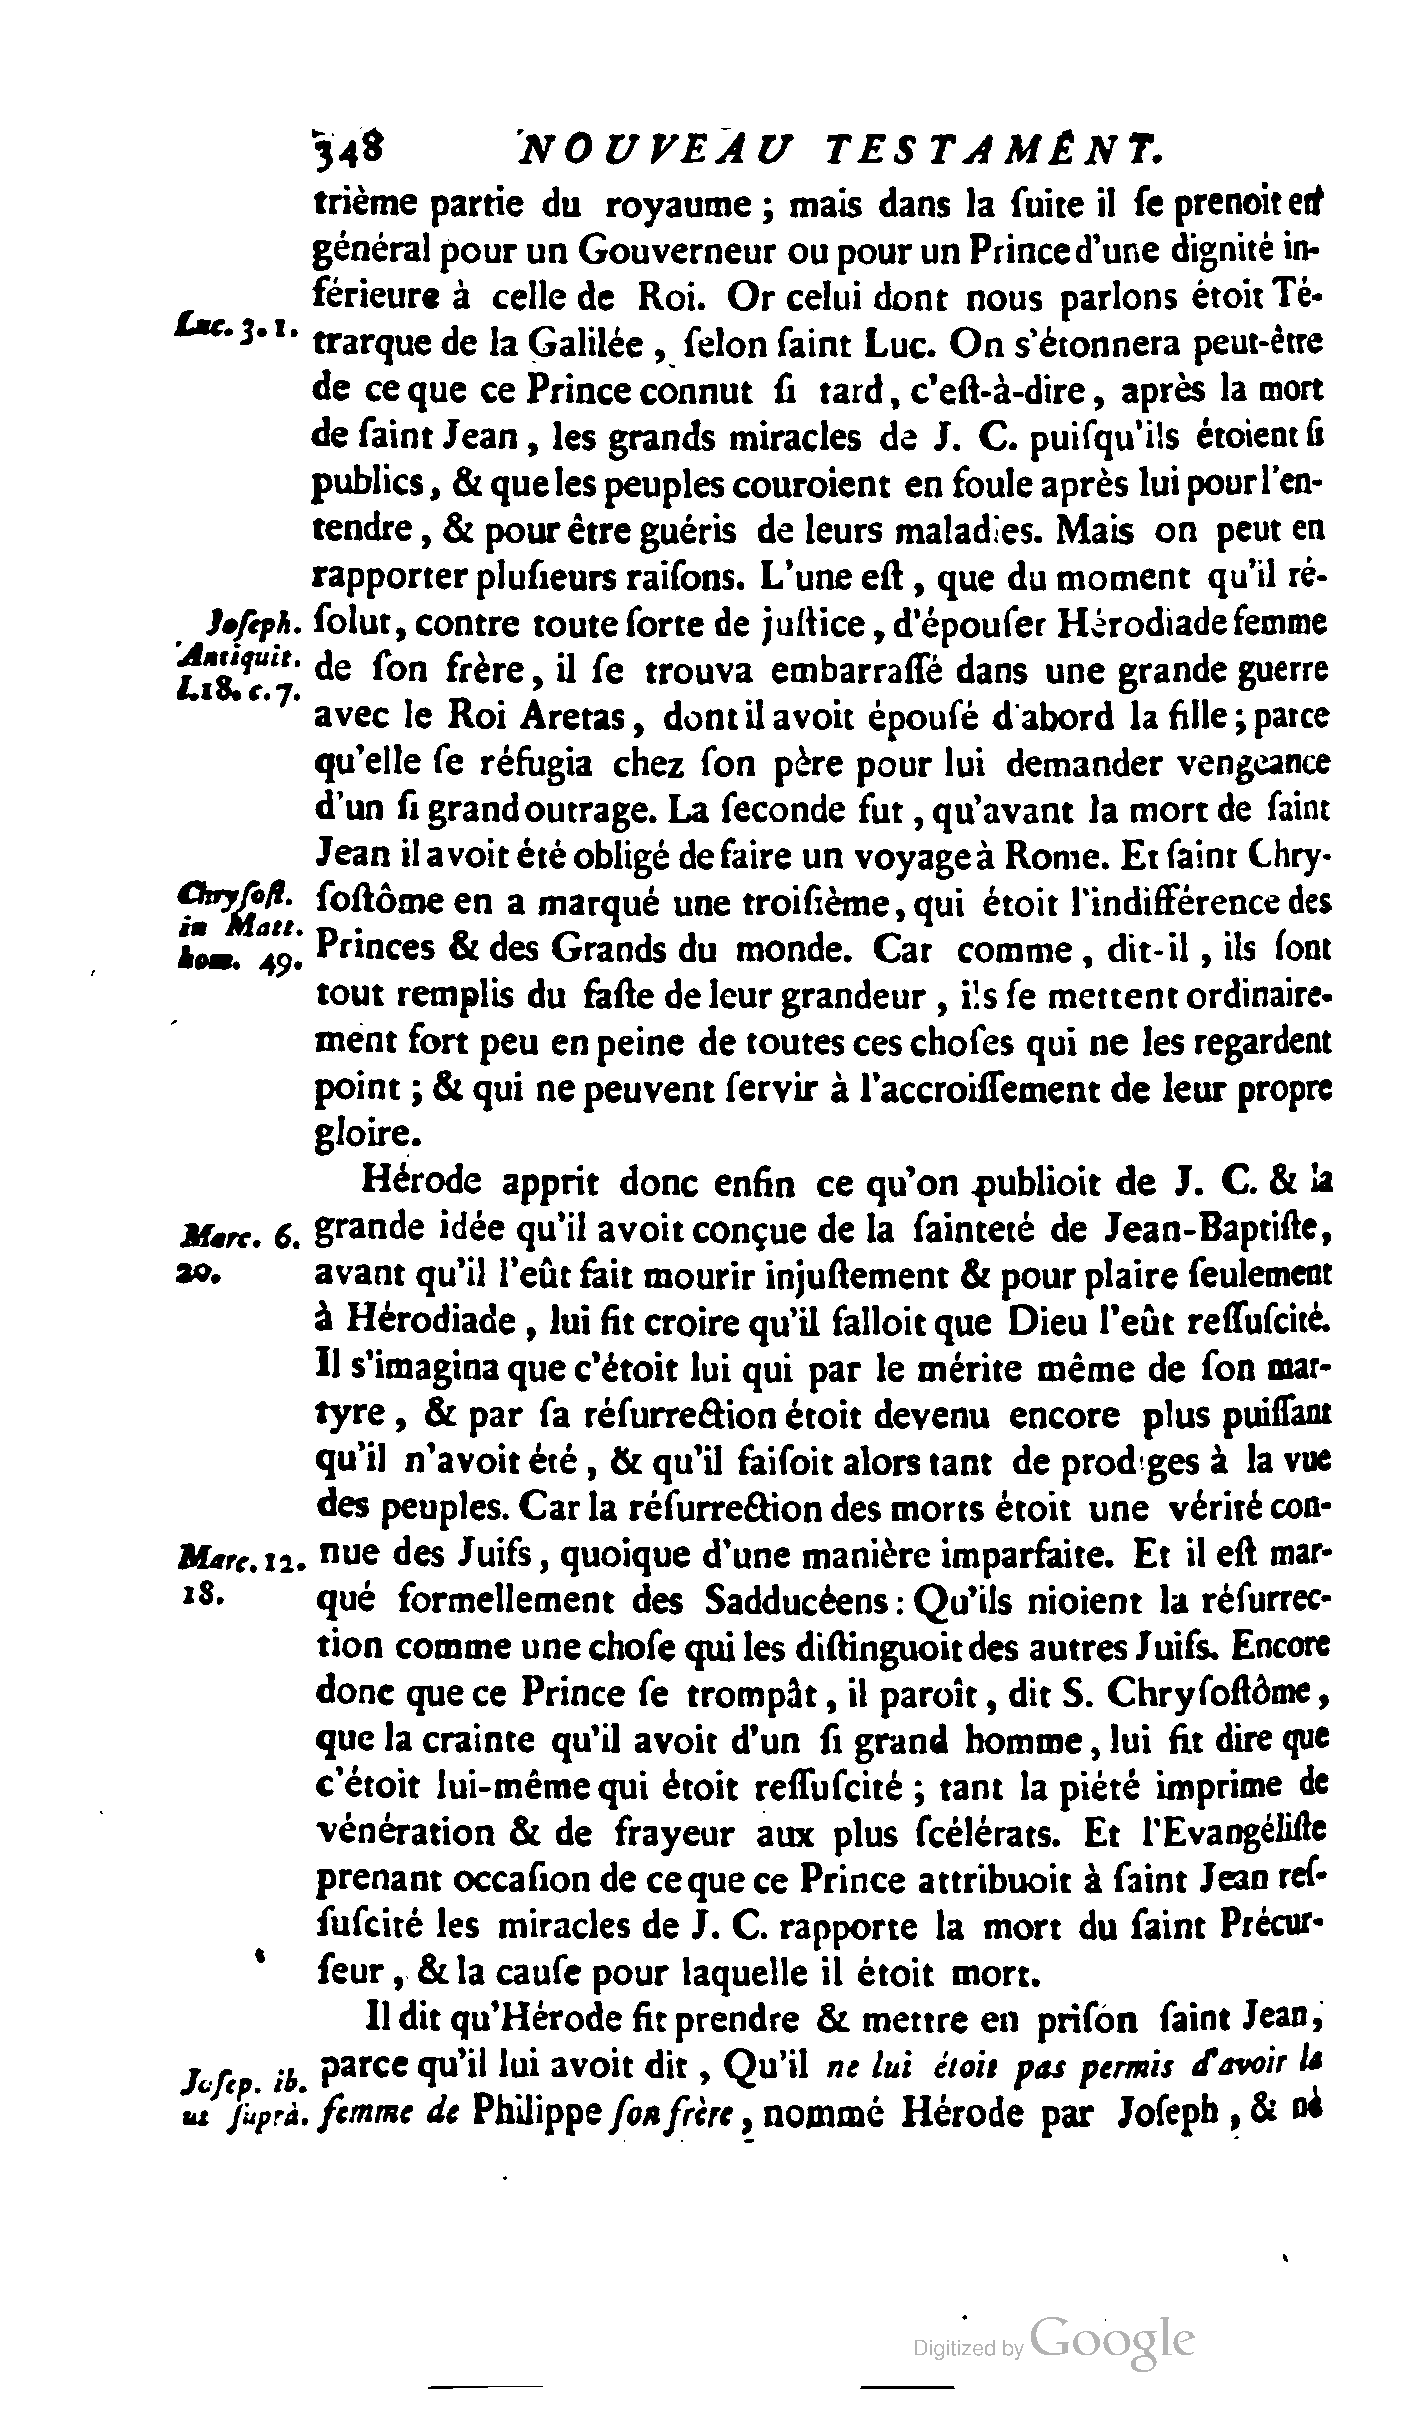 348 NOUVEAU TESTAMENT.
trième partie du royaume ; mais dans la ſuite il ſe prenoit en
général pour un Gouverneur ou pour un Prince d'une dignité in-
férieure à celle de Roi. Or celui dont nous parlons étoit Té-
Luc. 3. 1.
trarque de la Galilée, ſelon ſaint Luc. On s'étonnera peut-être
de ce que ce Prince connut ſi tard, c'eſt-à-dire, après la mort
de ſaint Jean, les grands miracles de J. C. puiſqu'ils étoient ſi
publics, & que les peuples couroient en foule après lui pour l'en-
tendre, & pour être guéris de leurs maladies. Mais on peut en
rapporter pluſieurs raiſons. L'une eſt, que du moment qu'il ré-
Joſeph.
Antiquit.
L. 18. c. 7.
ſolut, contre toute ſorte de juſtice, d'épouſer Hérodiade femme
de ſon frère, il ſe trouva embarraſſé dans une grande guerre
avec le Roi Aretas, dont il avoit épouſé d'abord la fille ; parce
qu'elle ſe réfugia chez ſon père pour lui demander vengeance
d'un ſi grand outrage. La ſeconde fut, qu'avant la mort de ſaint
Jean il avoit été obligé de faire un voyage à Rome. Et ſaint Chry-
Chryſoſt.
in Matt.
hom. 49.
ſoſtôme en a marqué une troiſième, qui étoit l'indifférence des
Princes & des Grands du monde. Car comme, dit-il, ils ſont
tout remplis du faſte de leur grandeur, ils ſe mettent ordinaire-
ment fort peu en peine de toutes ces choſes qui ne les regardent
point ; & qui ne peuvent ſervir à l'accroiſſement de leur propre
gloire.
Hérode apprit donc enfin ce qu'on publioit de J. C. & la
Marc. 6.
20.
grande idée qu'il avoit conçue de la ſainteté de Jean-Baptiſte,
avant qu'il l'eût fait mourir injuſtement & pour plaire ſeulement
à Hérodiade, lui fit croire qu'il falloit que Dieu l'eût reſſuſcité.
Il s'imagina que c'étoit lui qui par le mérite même de ſon mar-
tyre, & par ſa réſurrection étoit devenu encore plus puiſſant
qu'il n'avoit été, & qu'il faiſoit alors tant de prodiges à la vue
des peuples. Car la réſurrection des morts étoit une vérité con-
Marc. 12.
18.
nue des Juifs, quoique d'une manière imparfaite. Et il eſt mar-
qué formellement des Sadducéens : Qu'ils nioient la réſurrec-
tion comme une choſe qui les diſtinguoit des autres Juifs. Encore
donc que ce Prince ſe trompât, il paroît, dit S. Chryſoſtôme,
que la crainte qu'il avoit d'un ſi grand homme, lui fit dire que
c'étoit lui-même qui étoit reſſuſcité ; tant la piété imprime de
vénération & de frayeur aux plus ſcélérats. Et l'Evangéliſte
prenant occaſion de ce que ce Prince attribuoit à ſaint Jean reſ-
ſuſcité les miracles de J. C. rapporte la mort du ſaint Précur-
ſeur, & la cauſe pour laquelle il étoit mort.
Il dit qu'Hérode fit prendre & mettre en priſon ſaint Jean,
Joſep. ib.
ut ſuprà.
parce qu'il lui avoit dit, Qu'il ne lui étoit pas permis d'avoir la
femme de Philippe ſon frère, nommé Hérode par Joſeph, & né
Digitized by Google